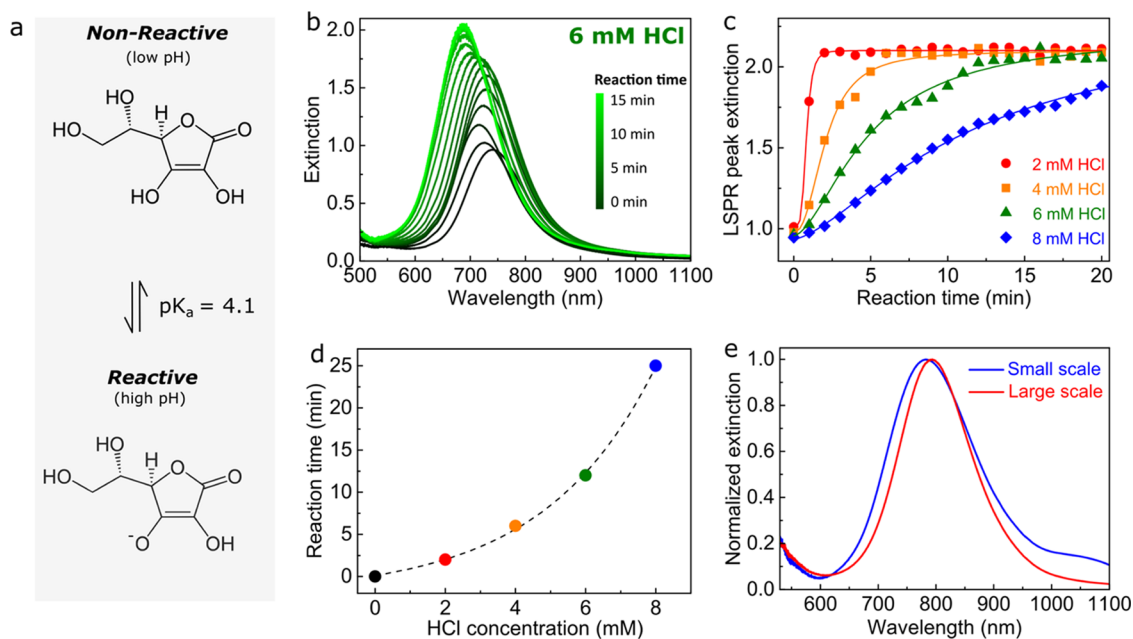 a
Non-Reactive
(low pH)
HO
H
O
O
HO
HO
OH
pKa = 4.1
Reactive
(high pH)
HO
H
O
O
HO
-O
OH
b
6 mM HCl
Extinction
2.0
1.5
1.0
0.5
0.0
Reaction time
15 min
10 min
5 min
0 min
500 600 700 800 900 1000 1100
Wavelength (nm)
c
LSPR peak extinction
2.0
1.5
1.0
2 mM HCl
4 mM HCl
6 mM HCl
8 mM HCl
0 5 10 15 20
Reaction time (min)
d
Reaction time (min)
25
20
15
10
5
0
0 2 4 6 8
HCl concentration (mM)
e
Normalized extinction
1.0
0.8
0.6
0.4
0.2
0.0
Small scale
Large scale
600 700 800 900 1000 1100
Wavelength (nm)